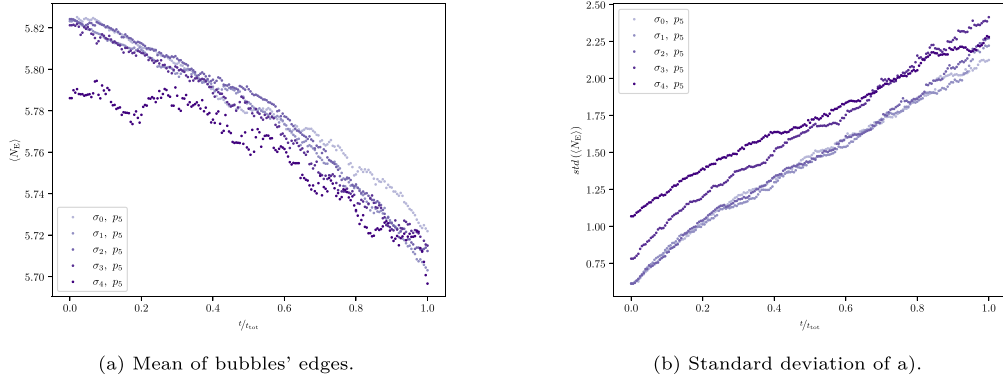 5.82
5.80
5.78
5.76
5.74
5.72
5.70
⟨N_E⟩
σ₀, p₅
σ₁, p₅
σ₂, p₅
σ₃, p₅
σ₄, p₅
0.0 0.2 0.4 0.6 0.8 1.0
t/t_tot
(a) Mean of bubbles' edges.
2.50
2.25
2.00
1.75
1.50
1.25
1.00
0.75
std(⟨N_E⟩)
σ₀, p₅
σ₁, p₅
σ₂, p₅
σ₃, p₅
σ₄, p₅
0.0 0.2 0.4 0.6 0.8 1.0
t/t_tot
(b) Standard deviation of a).